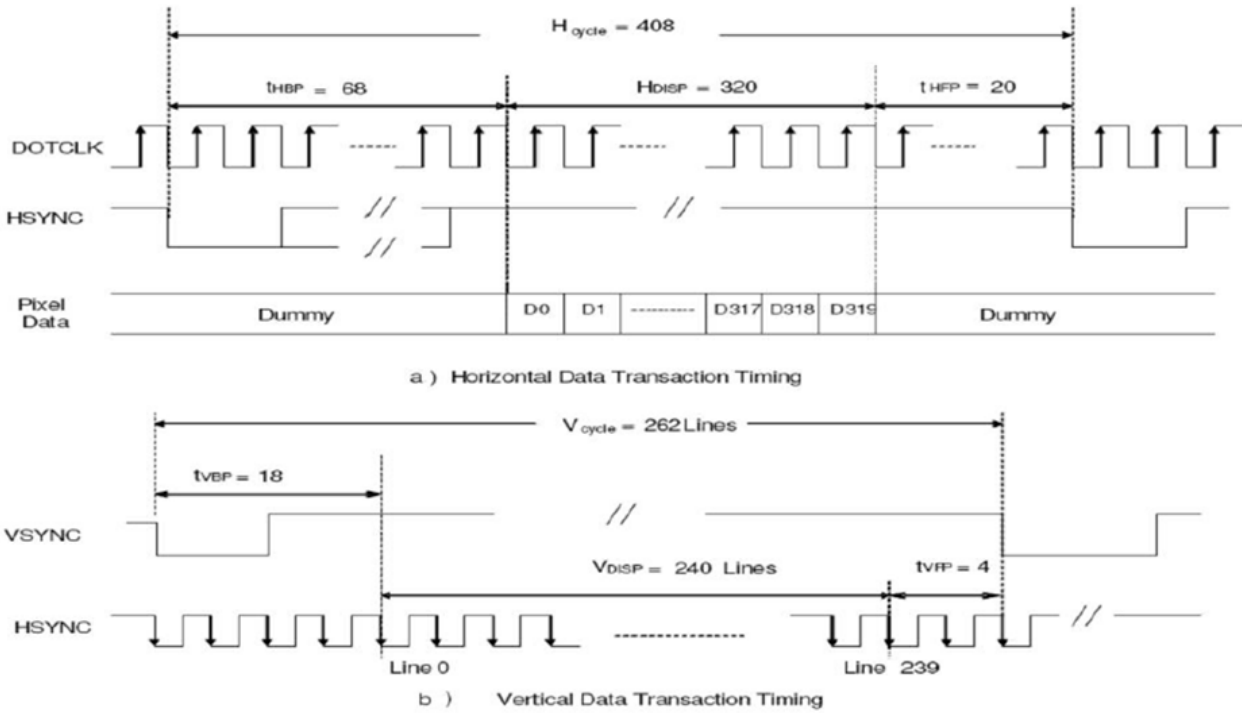 H cycle = 408
tHBP = 68 HDISP = 320 tHFP = 20
DOTCLK
HSYNC
Pixel Data Dummy D0 D1 D317 D318 D319 Dummy
a ) Horizontal Data Transaction Timing
V cycle = 262 Lines
tVBP = 18
VSYNC
VDISP = 240 Lines tVFP = 4
HSYNC
Line 0 Line 239
b ) Vertical Data Transaction Timing